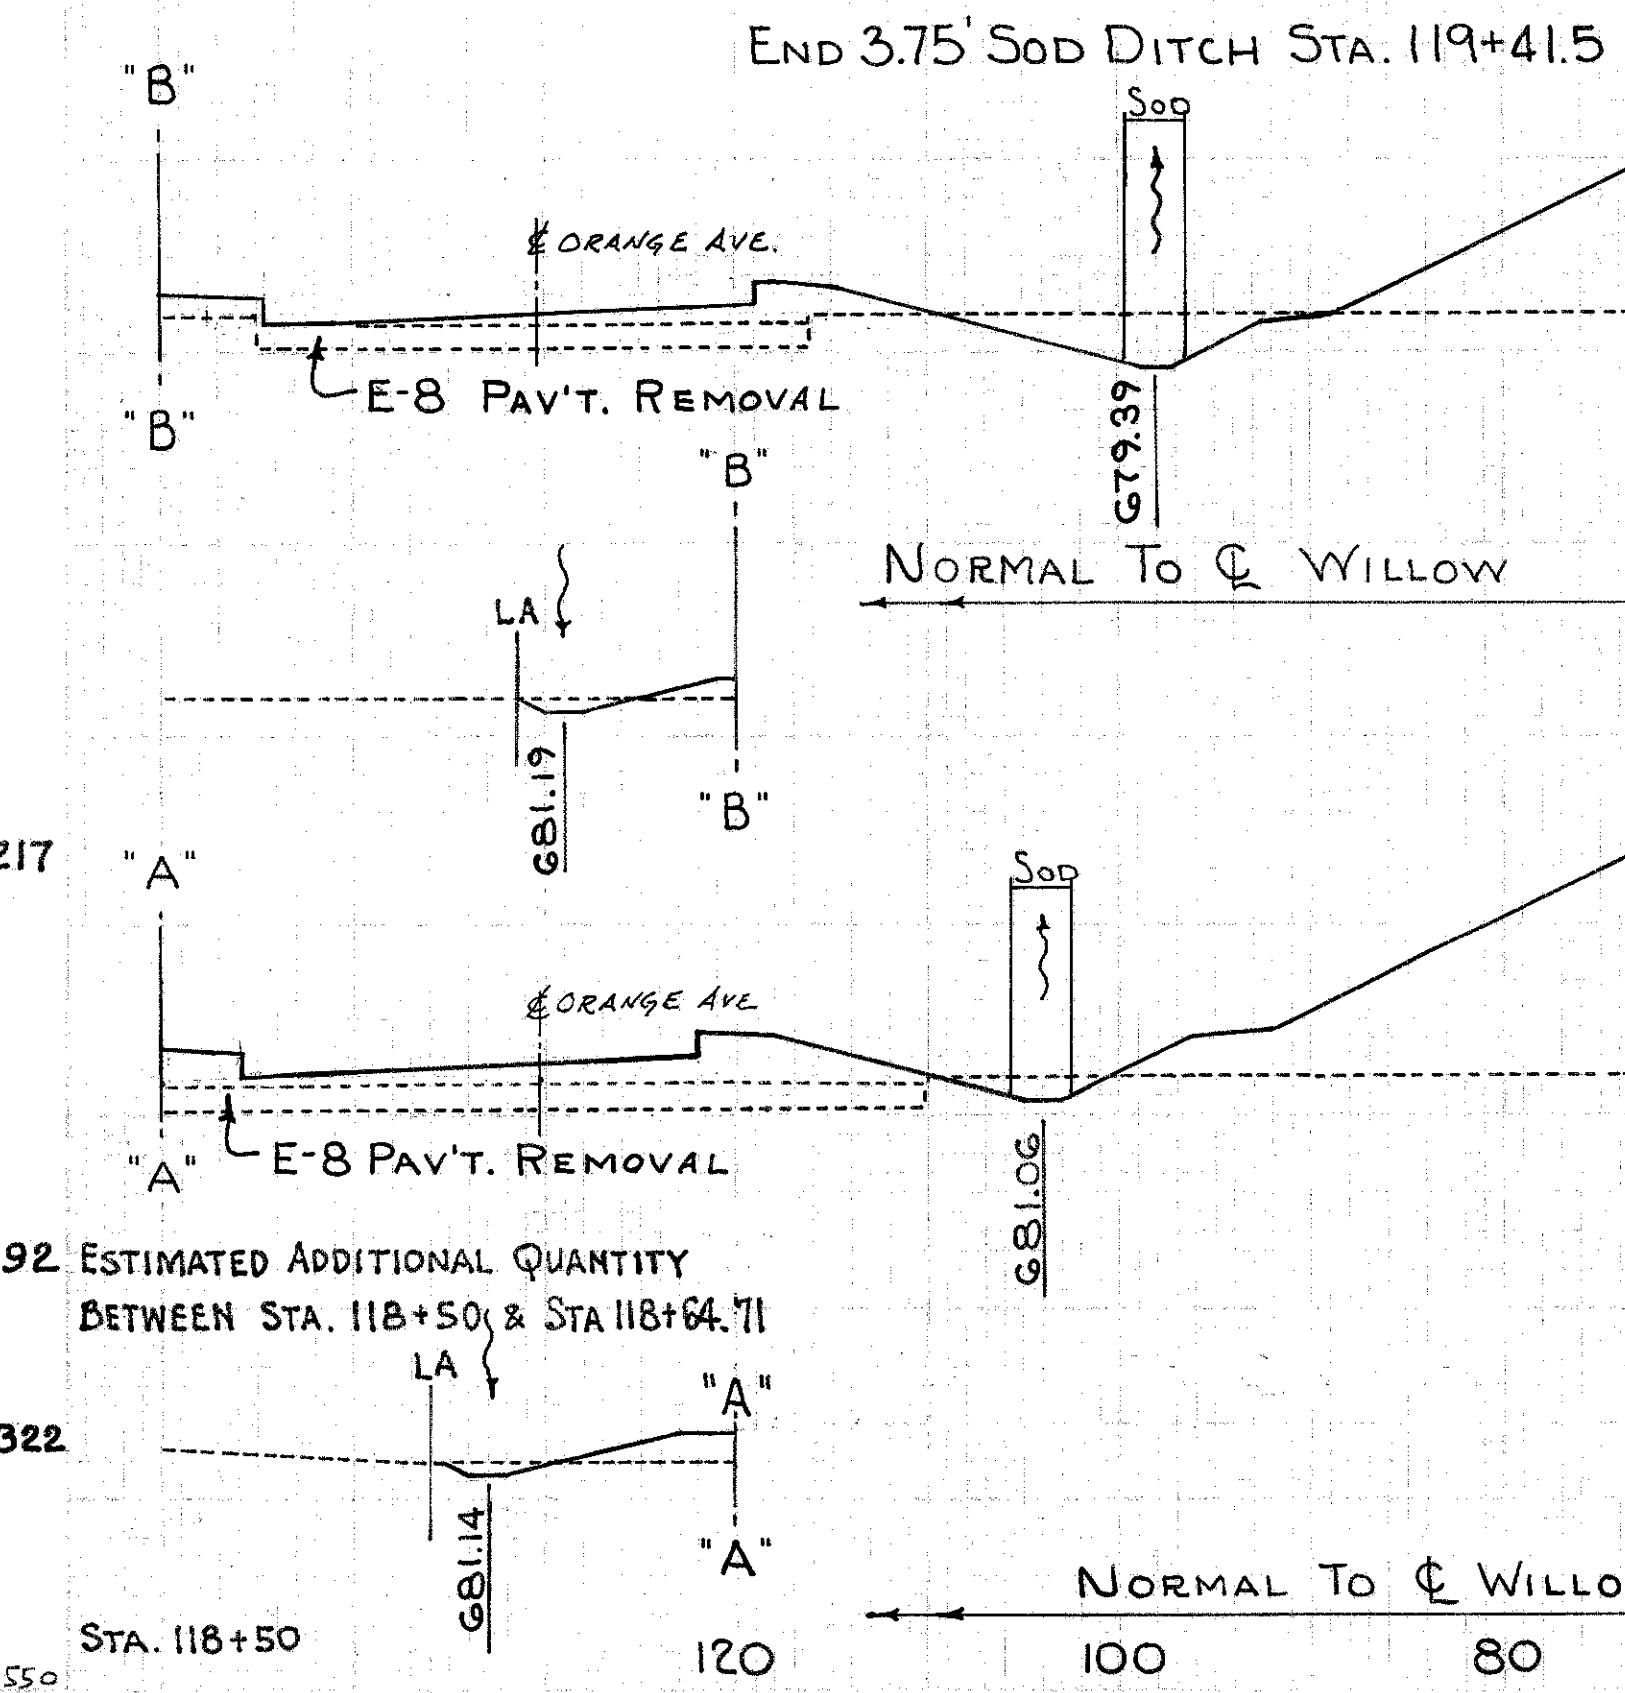 END 3.75' SOD DITCH STA. 119+41.5
"B"
SOD
℄ ORANGE AVE.
E-8 PAV'T. REMOVAL
"B"
679.39
"B"
NORMAL TO ℄ WILLOW
LA
681.19
"B"
217
"A"
SOD
℄ ORANGE AVE
E-8 PAV'T. REMOVAL
"A"
681.06
92 ESTIMATED ADDITIONAL QUANTITY
BETWEEN STA. 118+50 & STA 118+64.71
LA
"A"
322
681.14
"A"
NORMAL TO ℄ WILLO
STA. 118+50
120 100 80
550